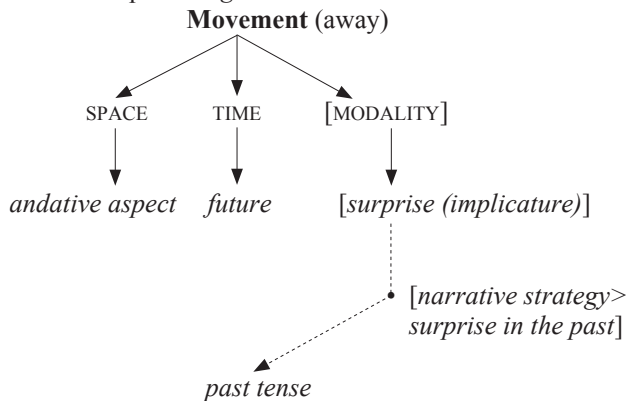 Movement (away)
SPACE TIME [MODALITY]
andative aspect future [surprise (implicature)]
[narrative strategy>
surprise in the past]
past tense